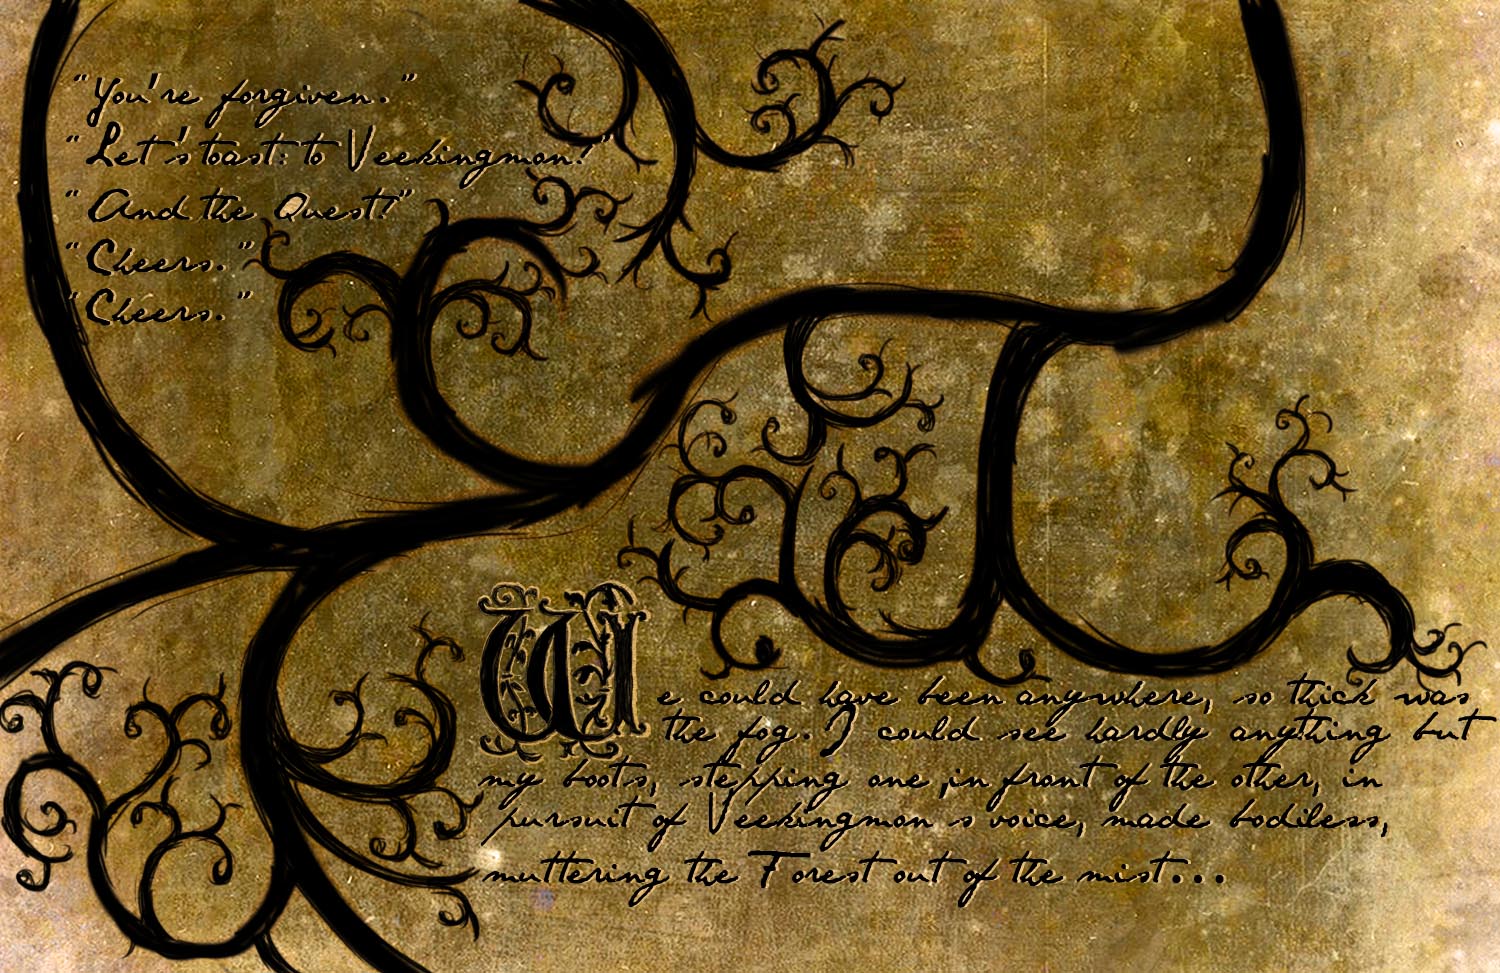 "You're forgiven."
"Let's toast: to Veekingmon!"
"And the Quest!"
"Cheers."
"Cheers."
We could have been anywhere, so thick was
the fog. I could see hardly anything but
my boots, stepping one ,in front of the other, in
pursuit of Veekingmon s voice, made bodiless,
muttering the Forest out of the mist...